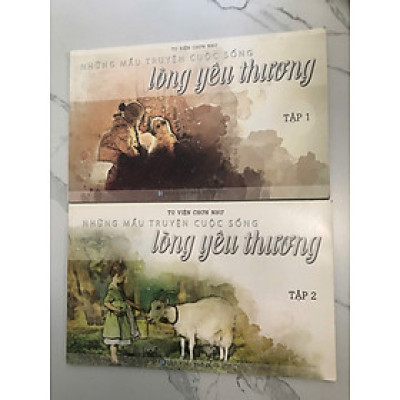 TU VIỆN CHƠN NHƯ
NHỮNG MẨU TRUYỆN CUỘC SỐNG
lòng yêu thương
TẬP 1
TU VIỆN CHƠN NHƯ
NHỮNG MẨU TRUYỆN CUỘC SỐNG
lòng yêu thương
TẬP 2